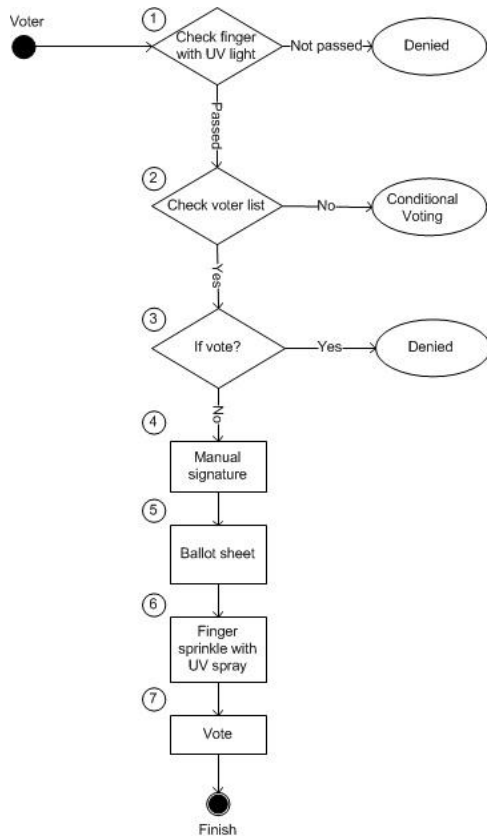 Voter
1
Check finger
with UV light
Not passed
Denied
Passed
2
Check voter list
No
Conditional
Voting
Yes
3
If vote?
Yes
Denied
No
4
Manual
signature
5
Ballot sheet
6
Finger
sprinkle with
UV spray
7
Vote
Finish